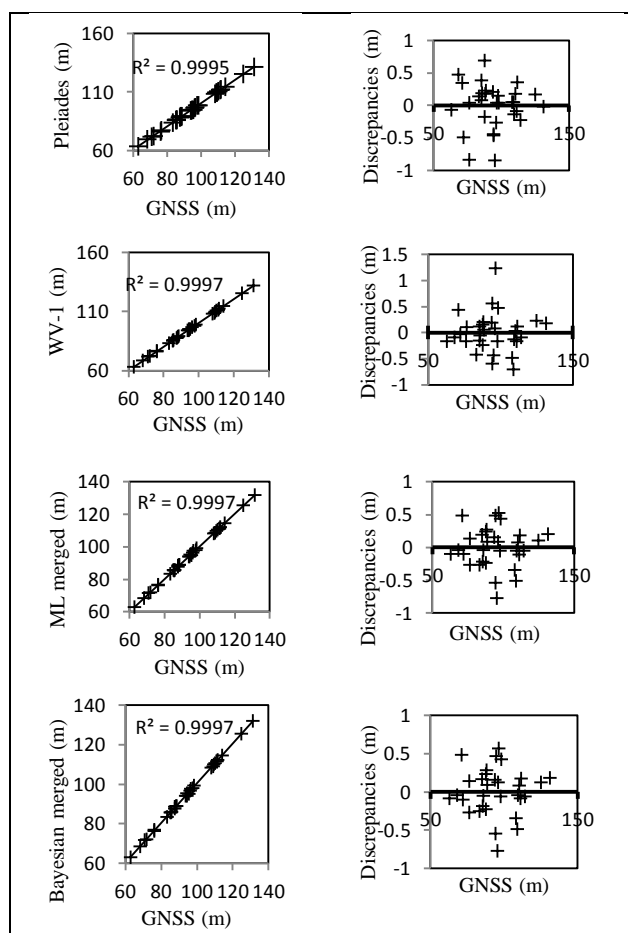 160
R² = 0.9995
110
60
60 80 100 120 140
Pleiades (m)
GNSS (m)
1
0.5
0
-0.5
-1
50 150
Discrepancies (m)
GNSS (m)
160
R² = 0.9997
110
60
60 80 100 120 140
WV-1 (m)
GNSS (m)
1.5
1
0.5
0
-0.5
-1
50 150
Discrepancies (m)
GNSS (m)
140
R² = 0.9997
120
100
80
60
60 80 100 120 140
ML merged (m)
GNSS (m)
1
0.5
0
-0.5
-1
50 150
Discrepancies (m)
GNSS (m)
140
R² = 0.9997
120
100
80
60
60 80 100 120 140
Bayesian merged (m)
GNSS (m)
1
0.5
0
-0.5
-1
50 150
Discrepancies (m)
GNSS (m)